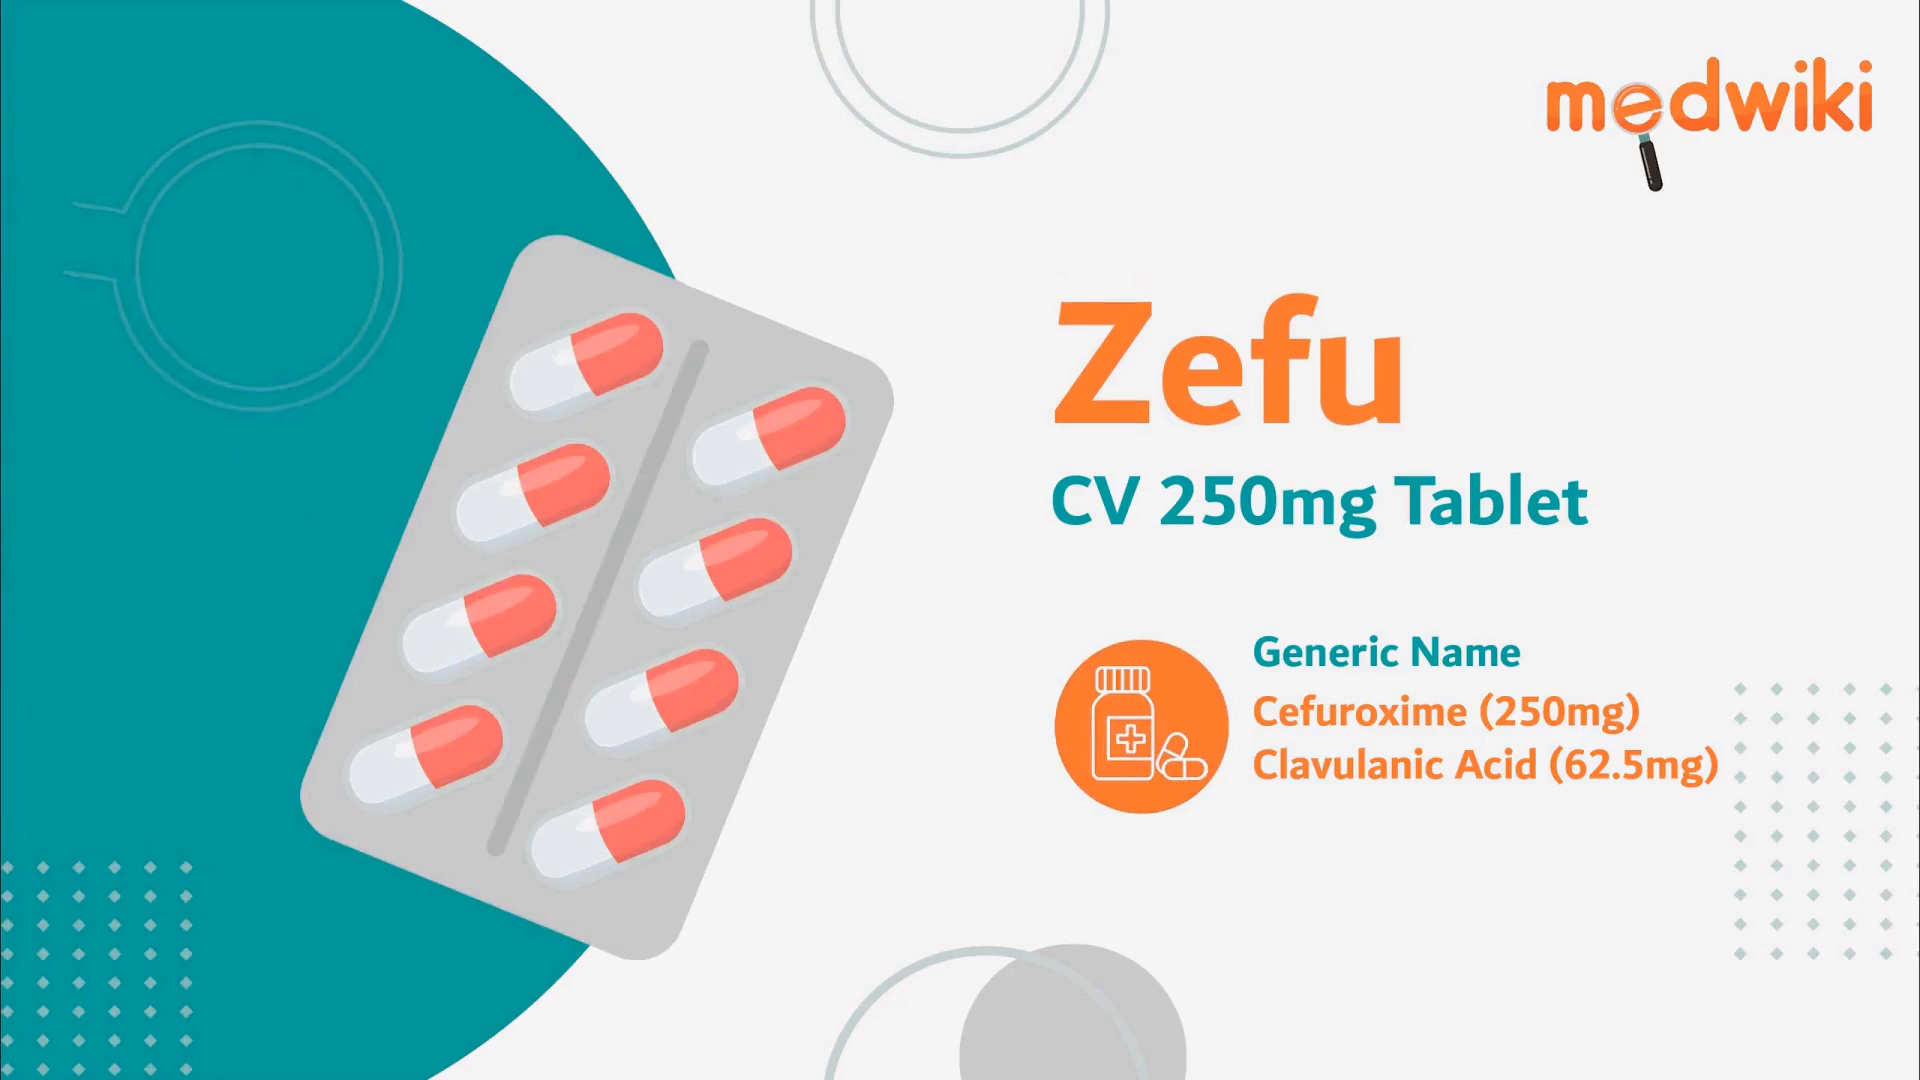 medwiki
Zefu
CV 250mg Tablet
Generic Name
Cefuroxime (250mg)
Clavulanic Acid (62.5mg)